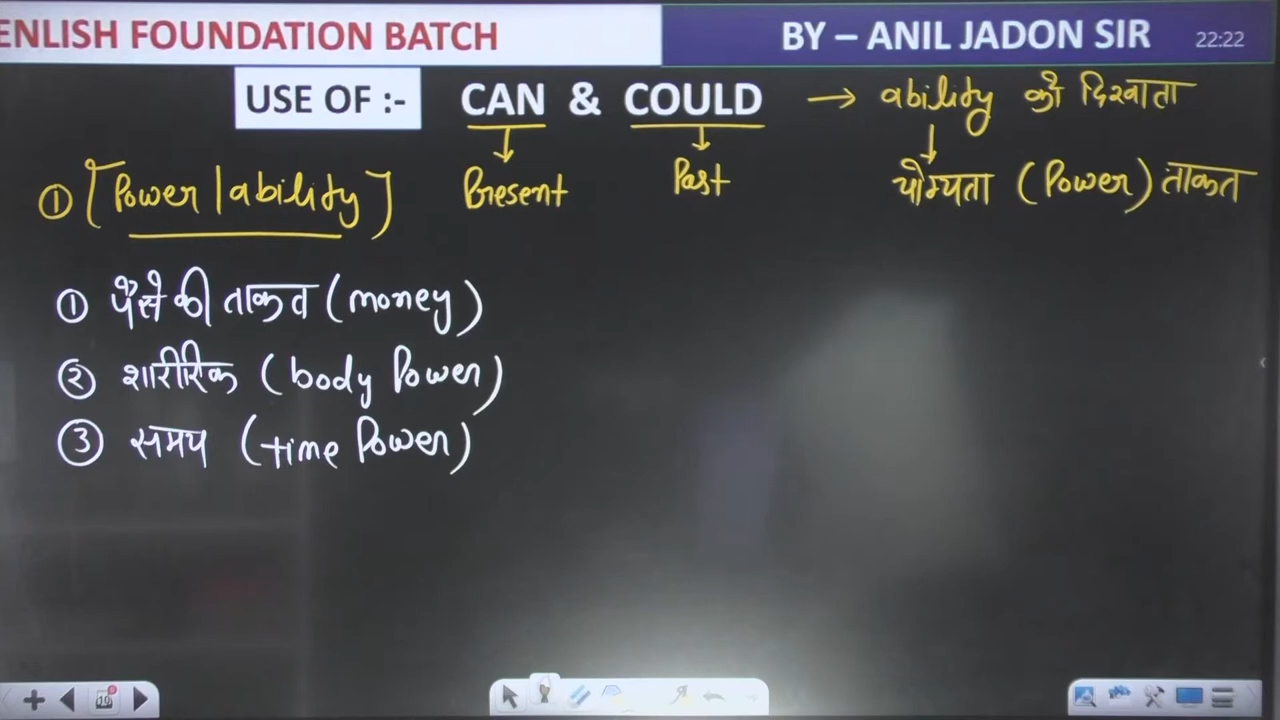 ENLISH FOUNDATION BATCH
BY – ANIL JADON SIR 22:22
USE OF :- CAN & COULD → ability को दिखाता
Present Past योग्यता (Power) ताकत
① [Power / ability]
① पैसे की ताकत (money)
② शारीरिक (body Power)
③ समय (time Power)